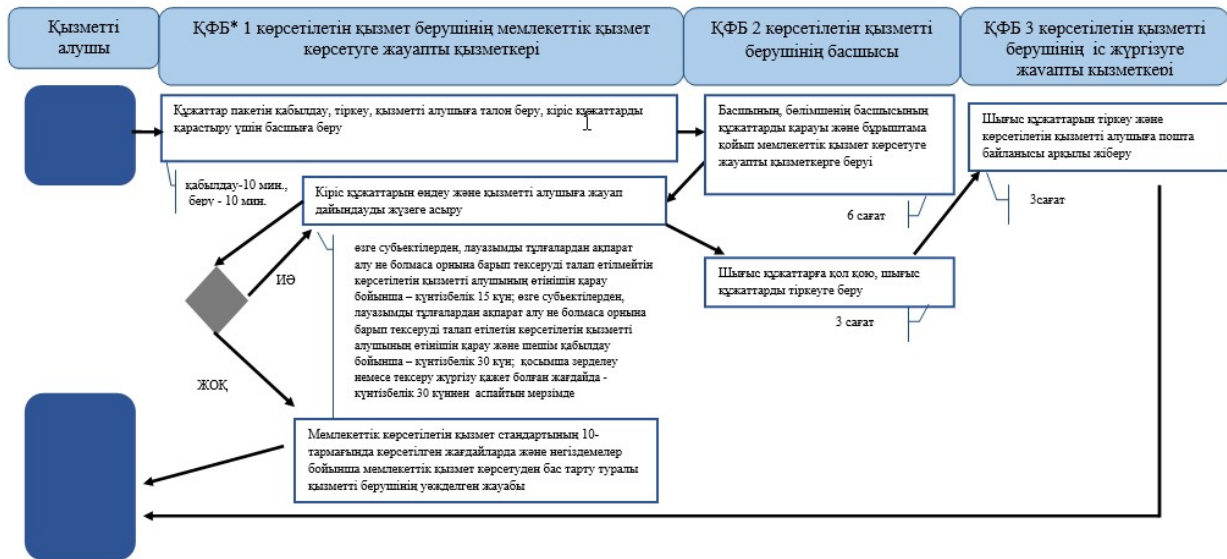 Қызметті
алушы
ҚФБ* 1 көрсетілетін қызмет берушінің мемлекеттік қызмет
көрсетуге жауапты қызметкері
ҚФБ 2 көрсетілетін қызметті
берушінің басшысы
ҚФБ 3 көрсетілетін қызметті
берушінің іс жүргізуге
жауапты қызметкері
Құжаттар пакетін қабылдау, тіркеу, қызметті алушыға талон беру, кіріс құжаттарды
қарастыру үшін басшыға беру
Басшының, бөлімшенің басшысының
құжаттарды қарауы және бұрыштама
қойып мемлекеттік қызмет көрсетуге
жауапты қызметкерге беруі
Шығыс құжаттарын тіркеу және
көрсетілетін қызметті алушыға пошта
байланысы арқылы жіберу
қабылдау-10 мин.,
беру - 10 мин.
Кіріс құжаттарын өңдеу және қызметті алушыға жауап
дайындауды жүзеге асыру
6 сағат
3сағат
өзге субъектілерден, лауазымды тұлғалардан ақпарат
алу не болмаса орнына барып тексеруді талап етілмейтін
көрсетілетін қызметті алушының өтінішін қарау
бойынша – күнтізбелік 15 күн; өзге субъектілерден,
лауазымды тұлғалардан ақпарат алу не болмаса орнына
барып тексеруді талап етілетін көрсетілетін қызметті
алушының өтінішін қарау және шешім қабылдау
бойынша – күнтізбелік 30 күн; қосымша зерделеу
немесе тексеру жүргізу қажет болған жағдайда -
күнтізбелік 30 күннен аспайтын мерзімде
ИӘ
Шығыс құжаттарға қол қою, шығыс
құжаттарды тіркеуге беру
3 сағат
ЖОҚ
Мемлекеттік көрсетілетін қызмет стандартының 10-
тармағында көрсетілген жағдайларда және негіздемелер
бойынша мемлекеттік қызмет көрсетуден бас тарту туралы
қызметті берушінің уәжделген жауабы